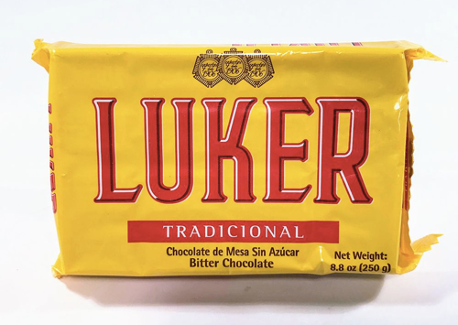 LUKER
TRADICIONAL
Chocolate de Mesa Sin Azúcar
Bitter Chocolate
Net Weight:
8.8 oz (250 g)